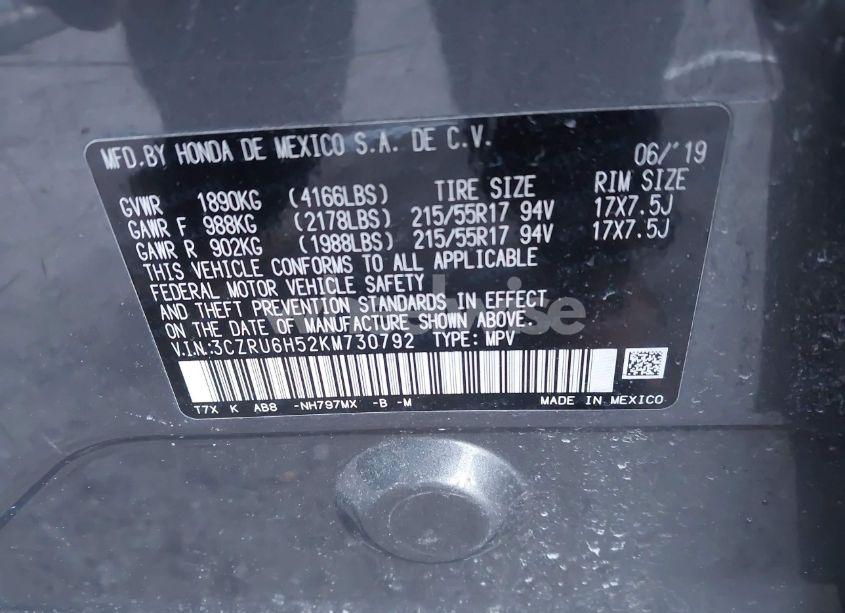 MFD.BY HONDA DE MEXICO S.A. DE C.V. 06/'19
GVWR 1890KG (4166LBS) TIRE SIZE RIM SIZE
GAWR F 988KG (2178LBS) 215/55R17 94V 17X7.5J
GAWR R 902KG (1988LBS) 215/55R17 94V 17X7.5J
THIS VEHICLE CONFORMS TO ALL APPLICABLE
FEDERAL MOTOR VEHICLE SAFETY
AND THEFT PREVENTION STANDARDS IN EFFECT
ON THE DATE OF MANUFACTURE SHOWN ABOVE.
V.I.N:3CZRU6H52KM730792 TYPE: MPV
T7X K AB8 -NH797MX -B -M MADE IN MEXICO